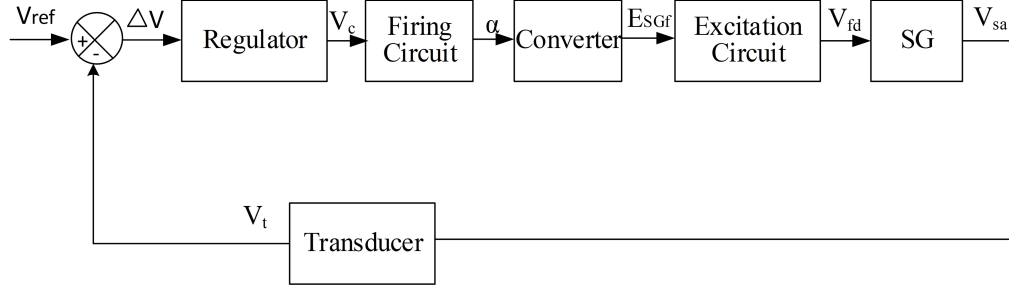 Vref
+
-
△V
Regulator
Vc
Firing
Circuit
α
Converter
ESGf
Excitation
Circuit
Vfd
SG
Vsa
Vt
Transducer